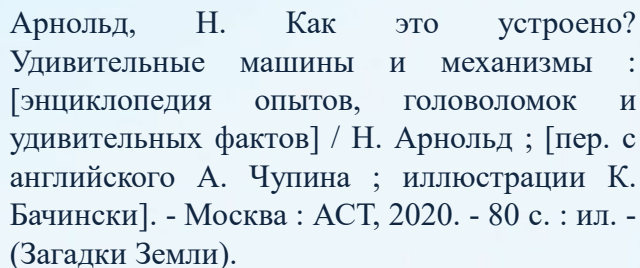 Арнольд, Н. Как это устроено?
Удивительные машины и механизмы :
[энциклопедия опытов, головоломок и
удивительных фактов] / Н. Арнольд ; [пер. с
английского А. Чупина ; иллюстрации К.
Бачински]. - Москва : АСТ, 2020. - 80 с. : ил. -
(Загадки Земли).